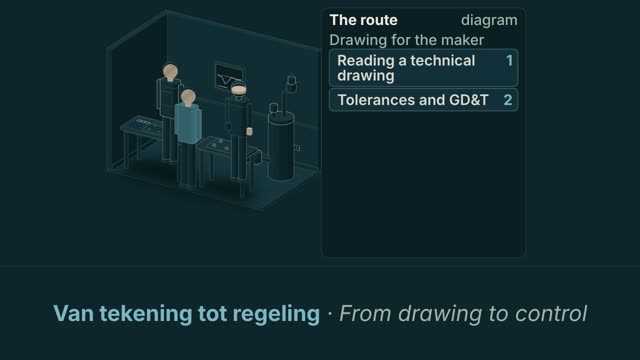 The route diagram
Drawing for the maker
Reading a technical 1
drawing
Tolerances and GD&T 2
Van tekening tot regeling · From drawing to control